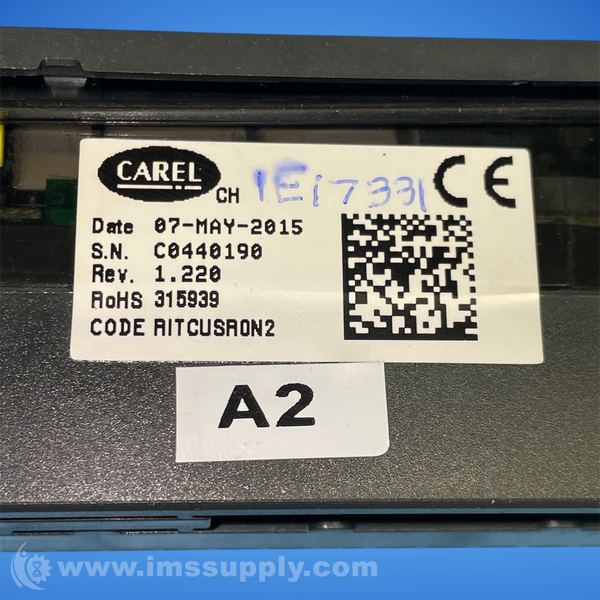 CAREL
CH 1E17331 CE
Date 07-MAY-2015
S.N. C0440190
Rev. 1.220
RoHS 315939
CODE AITCUSRON2
A2
www.imssupply.com